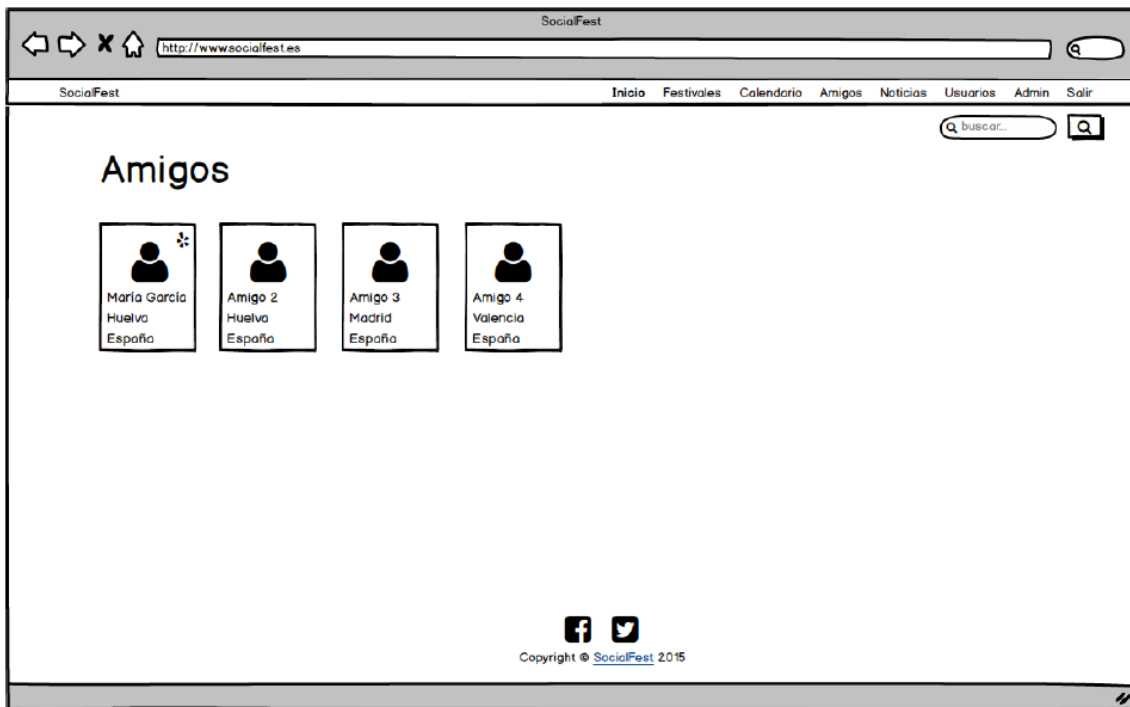 SocialFest
http://www.socialfest.es
SocialFest Inicio Festivales Calendario Amigos Noticias Usuarios Admin Salir
buscar...
Amigos
María García
Huelva
España
Amigo 2
Huelva
España
Amigo 3
Madrid
España
Amigo 4
Valencia
España
Copyright © SocialFest 2015